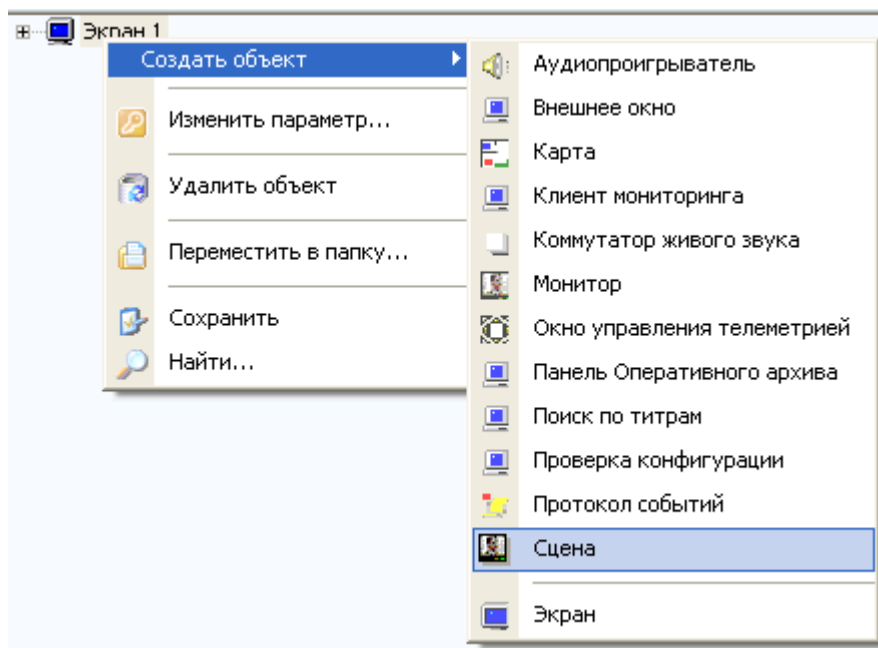 Экран 1
Создать объект
Изменить параметр...
Удалить объект
Переместить в папку...
Сохранить
Найти...
Аудиопроигрыватель
Внешнее окно
Карта
Клиент мониторинга
Коммутатор живого звука
Монитор
Окно управления телеметрией
Панель Оперативного архива
Поиск по титрам
Проверка конфигурации
Протокол событий
Сцена
Экран